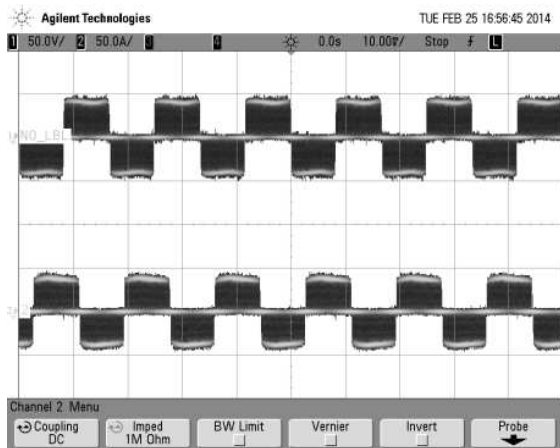 Agilent Technologies TUE FEB 25 16:56:45 2014
1 50.0V/ 2 50.0A/ 3 4 0.0s 10.00▽/ Stop L
NO_LBL
Channel 2 Menu
Coupling Imped BW Limit Vernier Invert Probe
DC 1M Ohm